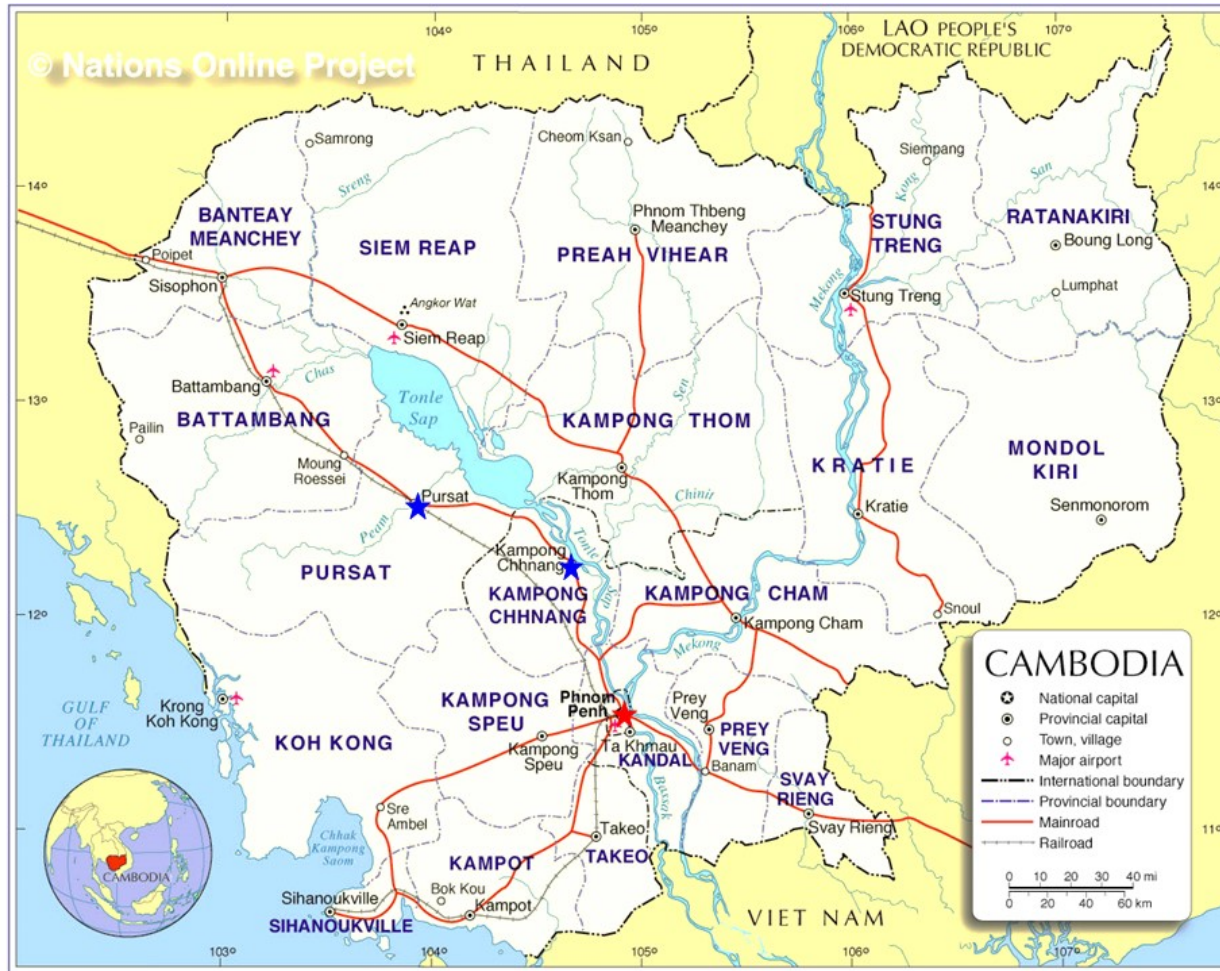 104° 105° 106° 107°
© Nations Online Project
THAILAND
LAO PEOPLE'S
DEMOCRATIC REPUBLIC
Samrong
Cheom Ksan
Siempang
Sreng
Kong
San
14°
14°
BANTEAY
MEANCHEY
SIEM REAP
Phnom Thbeng
Meanchey
PREAH VIHEAR
STUNG
TRENG
RATANAKIRI
Boung Long
Poipet
Sisophon
Mekong
Stung Treng
Lumphat
Angkor Wat
Siem Reap
Chas
Battambang
Tonle
Sap
Sen
13°
13°
BATTAMBANG
Pailin
KAMPONG THOM
MONDOL
KIRI
KRATIE
Moung
Roessei
Kampong
Thom
Chinit
Pursat
Kratie
Senmonorom
Peam
Tonle
Sap
Kampong
Chhnang
PURSAT
KAMPONG
CHHNANG
KAMPONG CHAM
Snoul
12°
12°
Kampong Cham
Mekong
Krong
Koh Kong
GULF
OF
THAILAND
KOH KONG
KAMPONG
SPEU
Phnom
Penh
Prey
Veng
PREY
VENG
Kampong
Speu
Ta Khmau
KANDAL
Banam
Bassak
SVAY
RIENG
Svay Rieng
Sre
Ambel
Chhak
Kampong
Saom
Takeo
TAKEO
KAMPOT
Bok Kou
Kampot
Sihanoukville
SIHANOUKVILLE
VIET NAM
11°
CAMBODIA
CAMBODIA
National capital
Provincial capital
Town, village
Major airport
International boundary
Provincial boundary
Mainroad
Railroad
0 10 20 30 40 mi
0 20 40 60 km
103° 104° 105° 106° 107°